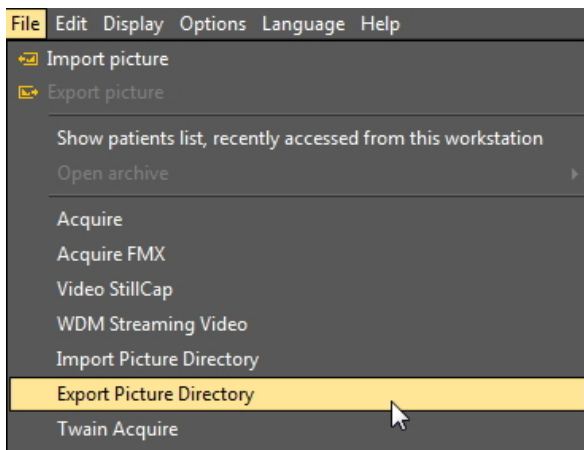 File Edit Display Options Language Help
Import picture
Export picture
Show patients list, recently accessed from this workstation
Open archive
Acquire
Acquire FMX
Video StillCap
WDM Streaming Video
Import Picture Directory
Export Picture Directory
Twain Acquire